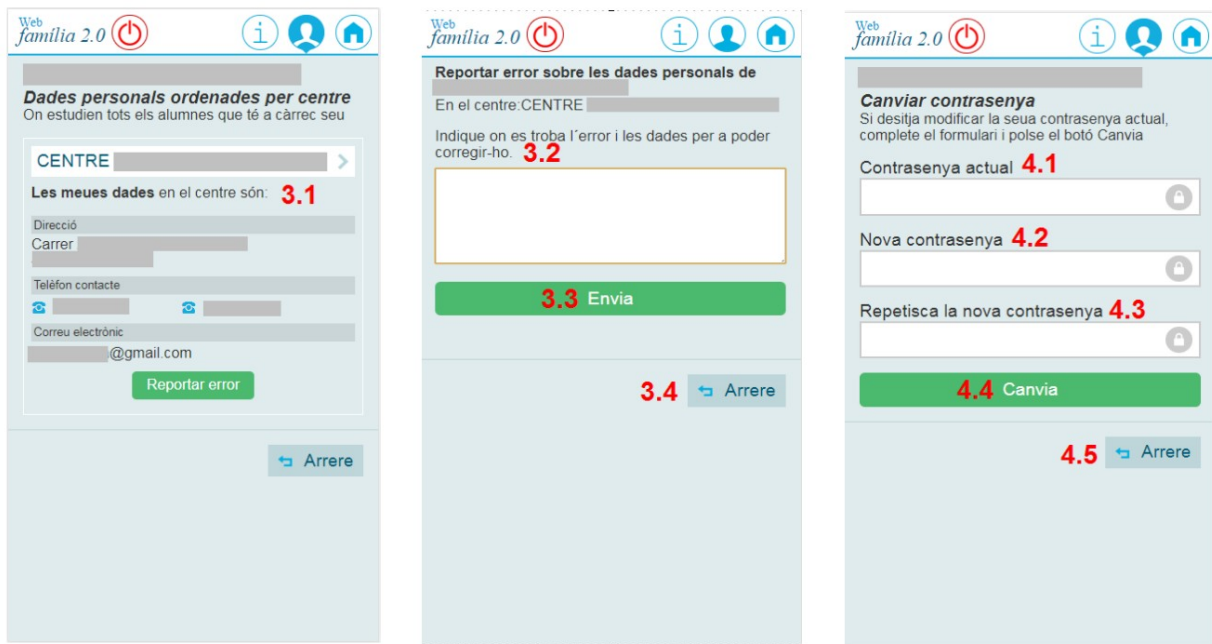 Web
família 2.0
i
Dades personals ordenades per centre
On estudien tots els alumnes que té a càrrec seu
CENTRE
Les meues dades en el centre són: 3.1
Direcció
Carrer
Telèfon contacte
Correu electrònic
@gmail.com
Reportar error
Arrere
Web
família 2.0
i
Reportar error sobre les dades personals de
En el centre:CENTRE
Indique on es troba l´error i les dades per a poder
corregir-ho. 3.2
3.3 Envia
3.4 Arrere
Web
família 2.0
i
Canviar contrasenya
Si desitja modificar la seua contrasenya actual,
complete el formulari i polse el botó Canvia
Contrasenya actual 4.1
Nova contrasenya 4.2
Repetisca la nova contrasenya 4.3
4.4 Canvia
4.5 Arrere